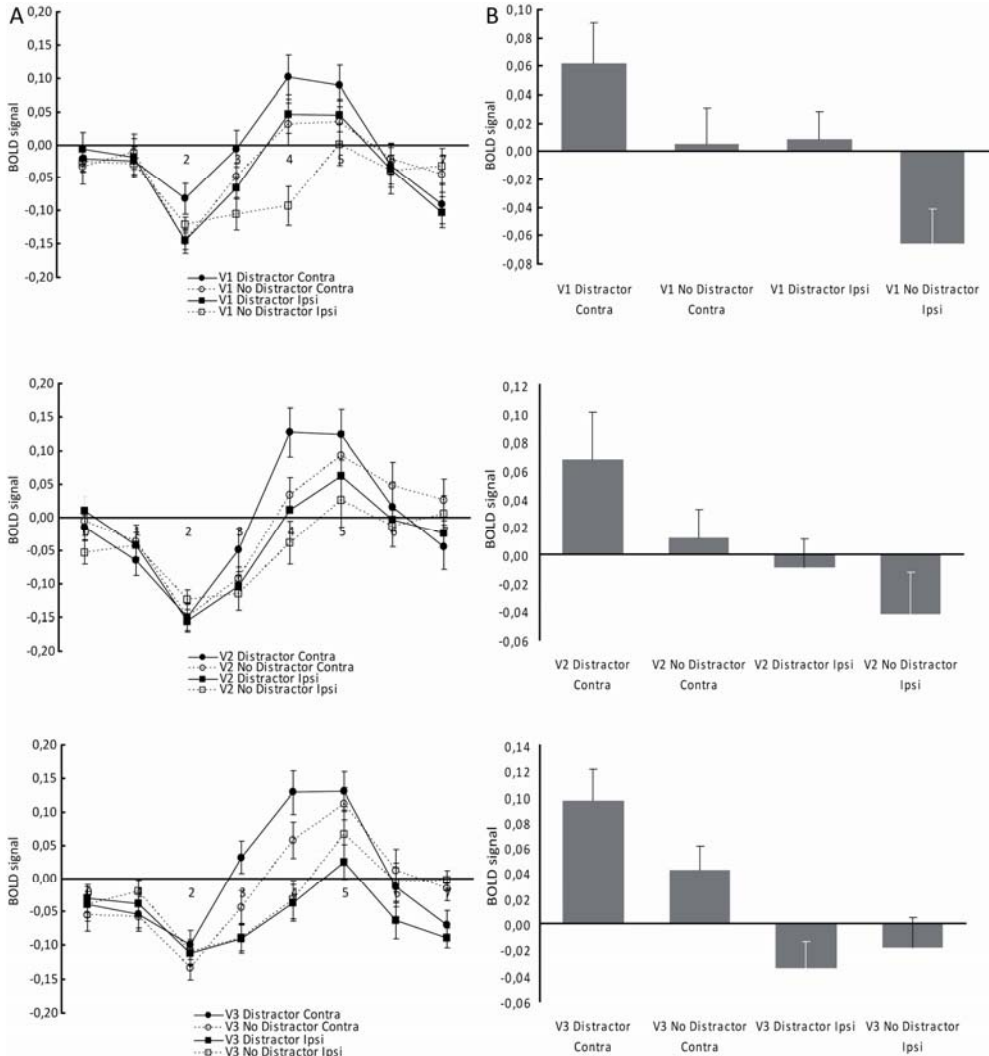 A
0,20
0,15
0,10
0,05
0,00
-0,05
-0,10
-0,15
-0,20
BOLD signal
2
3
4
5
7
V1 Distractor Contra
V1 No Distractor Contra
V1 Distractor Ipsi
V1 No Distractor Ipsi
B
0,10
0,08
0,06
0,04
0,02
0,00
-0,02
-0,04
-0,06
-0,08
BOLD signal
V1 Distractor V1 No Distractor V1 Distractor Ipsi V1 No Distractor
Contra Contra Ipsi
0,20
0,15
0,10
0,05
0,00
-0,05
-0,10
-0,15
-0,20
BOLD signal
1
2
3
4
5
V2 Distractor Contra
V2 No Distractor Contra
V2 Distractor Ipsi
V2 No Distractor Ipsi
0,12
0,10
0,08
0,06
0,04
0,02
0,00
-0,02
-0,04
-0,06
BOLD signal
V2 Distractor V2 No Distractor V2 Distractor Ipsi V2 No Distractor
Contra Contra Ipsi
0,20
0,15
0,10
0,05
0,00
-0,05
-0,10
-0,15
-0,20
BOLD signal
2
3
4
5
V3 Distractor Contra
V3 No Distractor Contra
V3 Distractor Ipsi
V3 No Distractor Ipsi
0,14
0,12
0,10
0,08
0,06
0,04
0,02
0,00
-0,02
-0,04
-0,06
BOLD signal
V3 Distractor V3 No Distractor V3 Distractor Ipsi V3 No Distractor
Contra Contra Ipsi